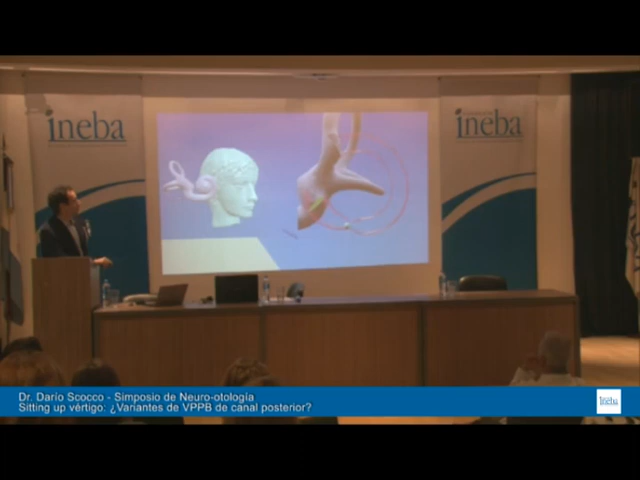 ineba
ineba
Dr. Darío Scocco - Simposio de Neuro-otología
Sitting up vértigo: ¿Variantes de VPPB de canal posterior?
ineba